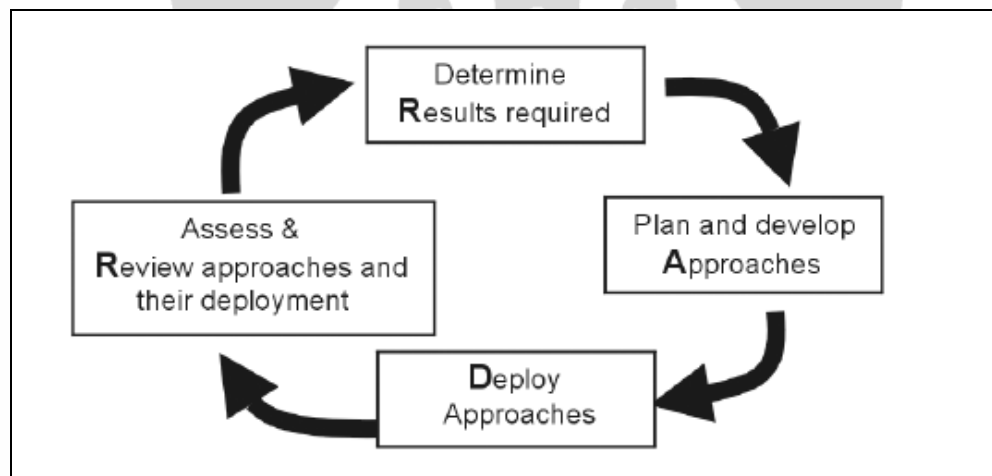 Determine
Results required
Plan and develop
Approaches
Deploy
Approaches
Assess &
Review approaches and
their deployment